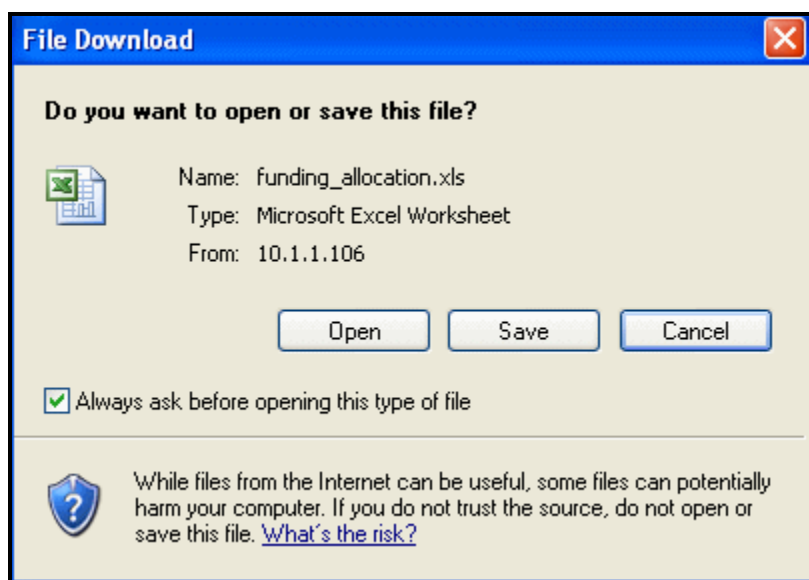 File Download
Do you want to open or save this file?
Name: funding_allocation.xls
Type: Microsoft Excel Worksheet
From: 10.1.1.106
Open Save Cancel
Always ask before opening this type of file
While files from the Internet can be useful, some files can potentially
harm your computer. If you do not trust the source, do not open or
save this file. What's the risk?